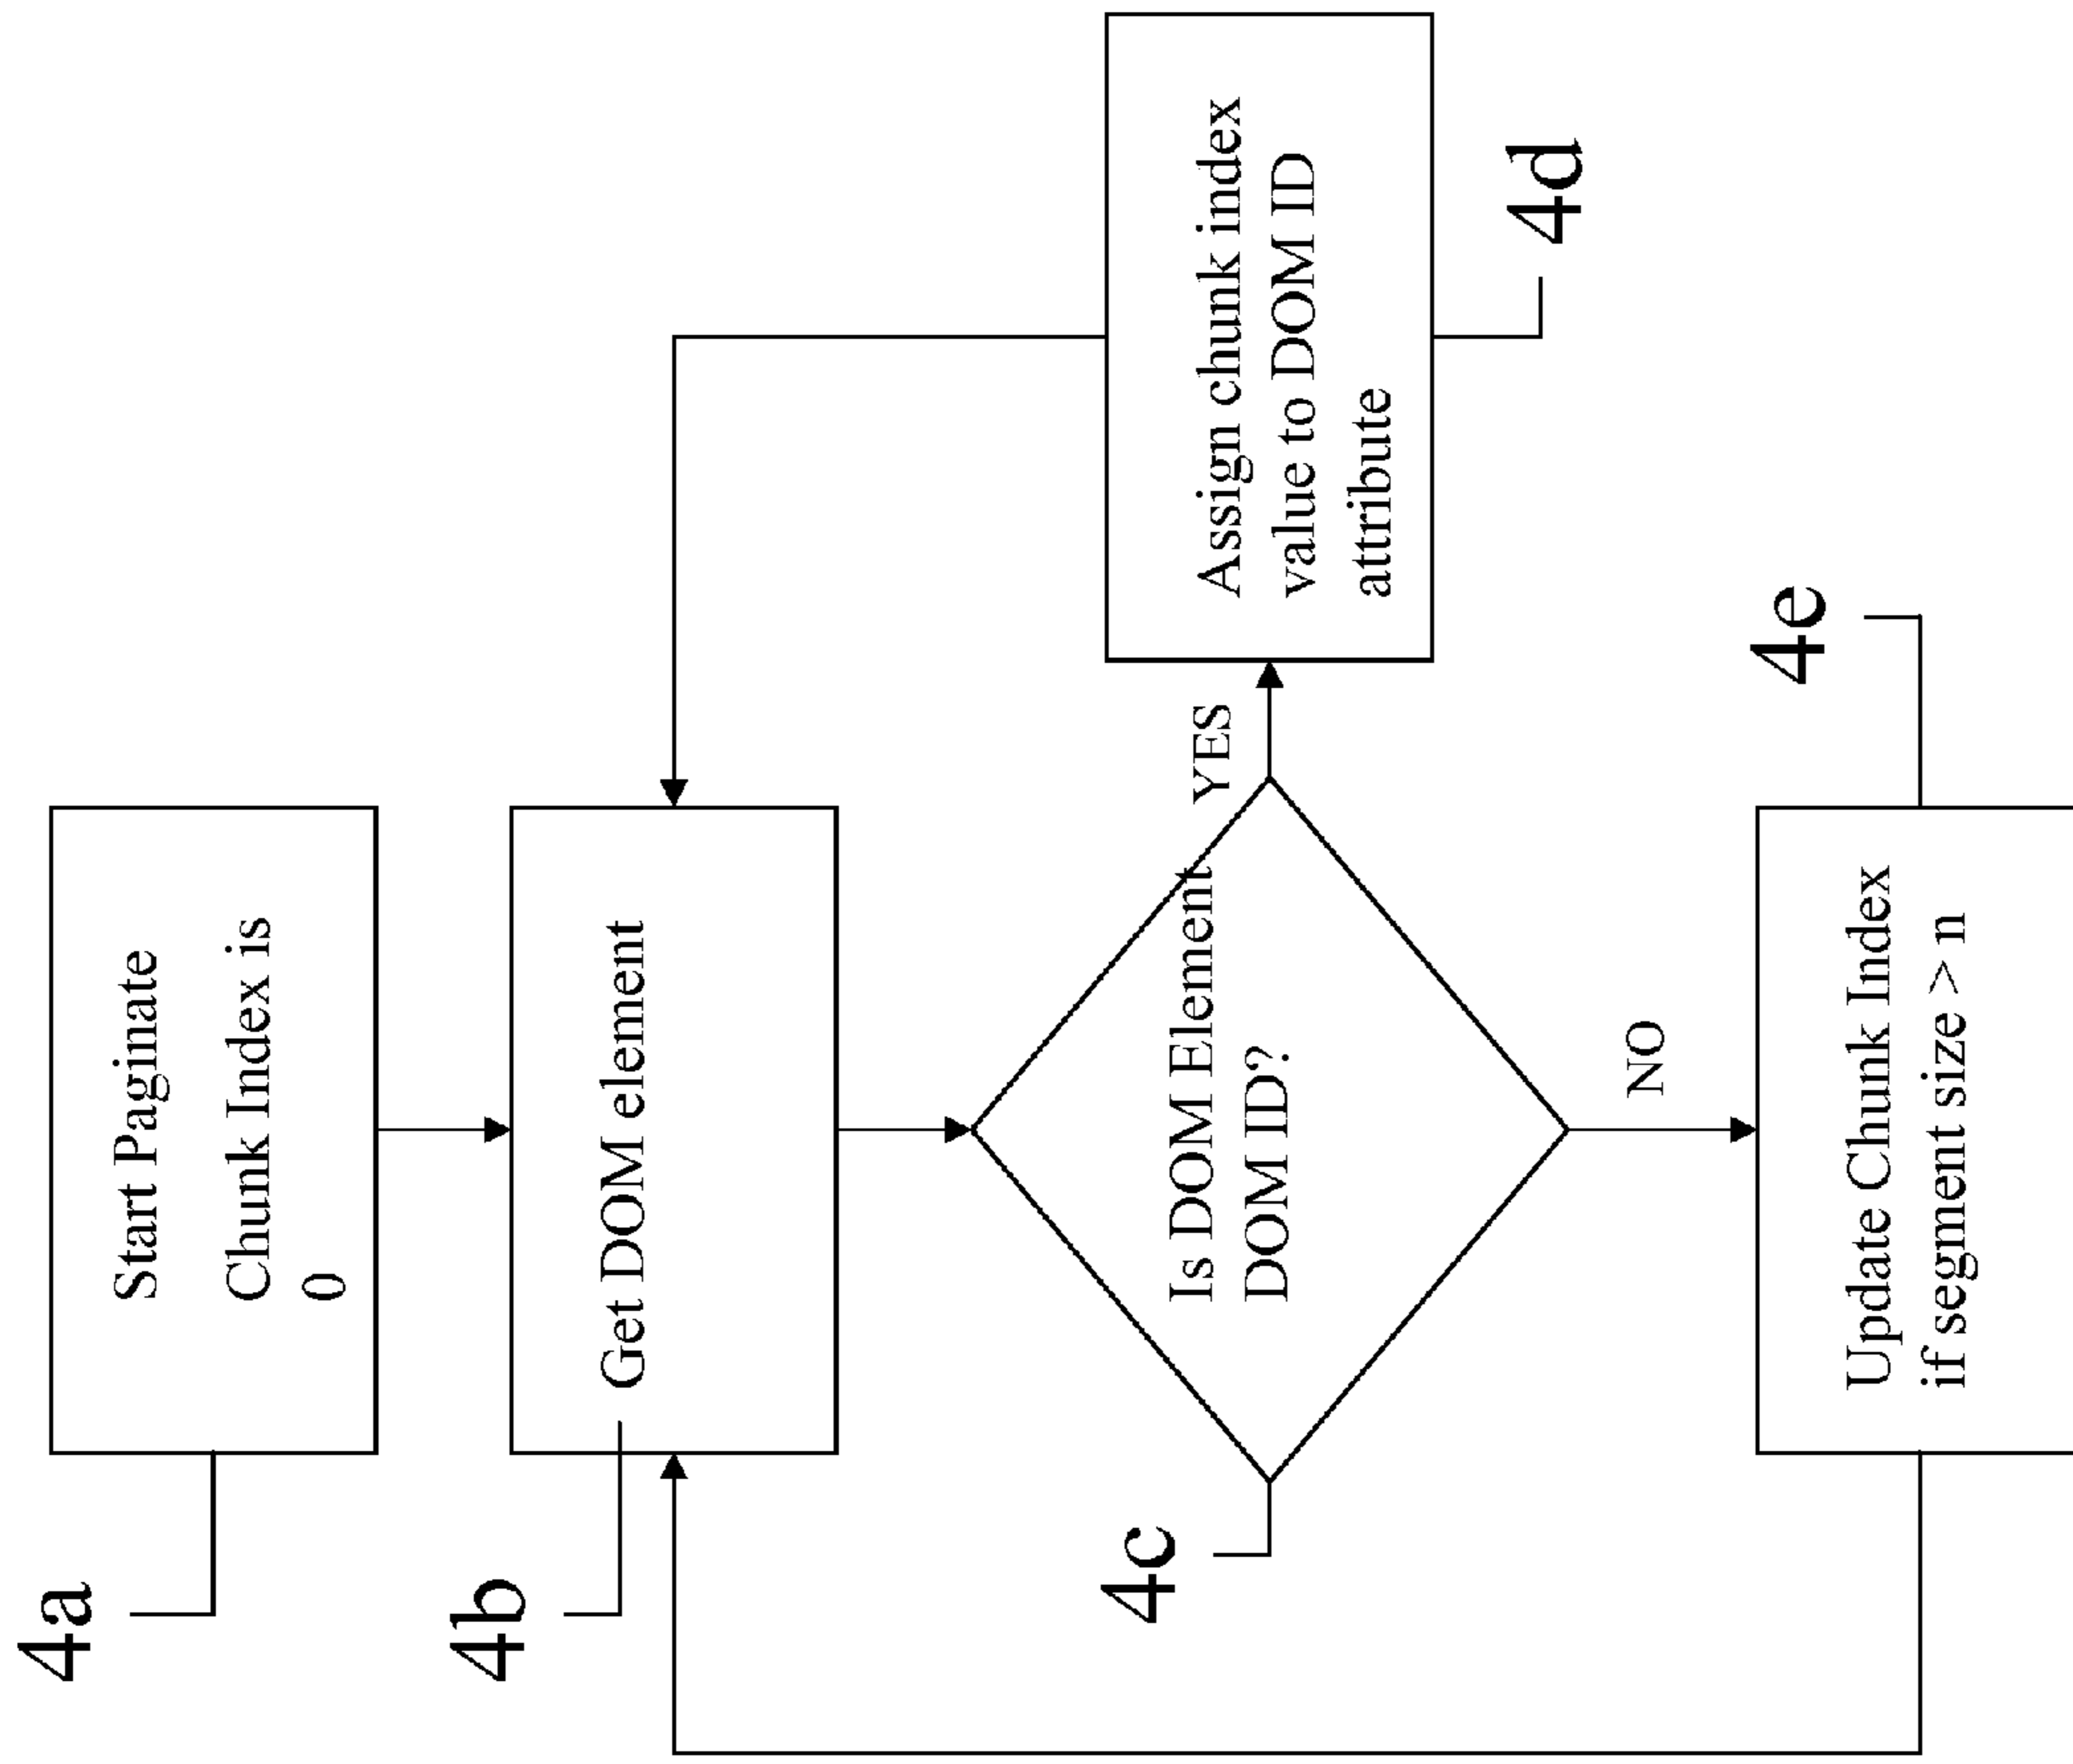 4a
Start Paginate
Chunk Index is
0
4b
Get DOM element
4c
Is DOM Element
DOM ID?
YES
Assign chunk index
value to DOM ID
attribute
4d
NO
4e
Update Chunk Index
if segment size > n